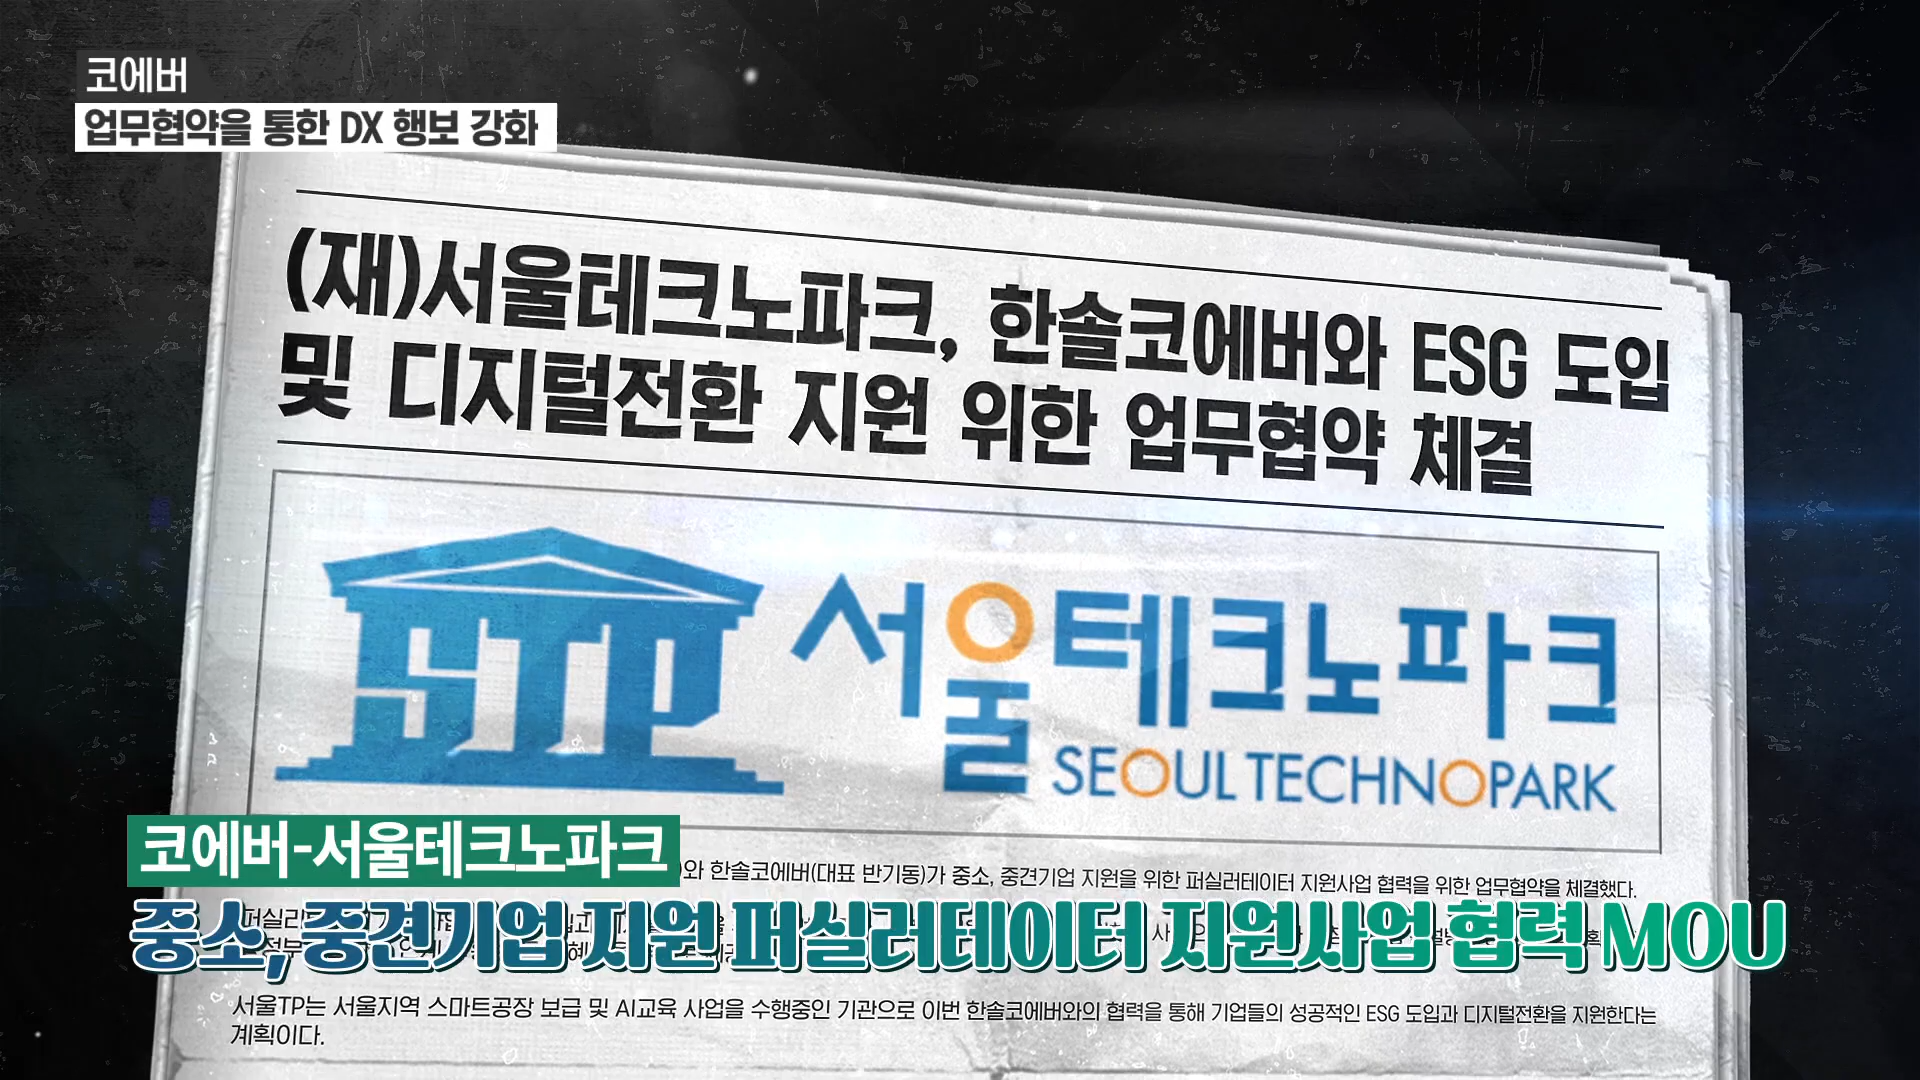 코에버
업무협약을 통한 DX 행보 강화
(재)서울테크노파크, 한솔코에버와 ESG 도입
및 디지털전환 지원 위한 업무협약 체결
STP
서울테크노파크
SEOUL TECHNOPARK
코에버-서울테크노파크
와 한솔코에버(대표 반기동)가 중소, 중견기업 지원을 위한 퍼실러테이터 지원사업 협력을 위한 업무협약을 체결했다.
중소, 중견기업 지원 퍼실러테이터 지원사업 협력 MOU
서울TP는 서울지역 스마트공장 보급 및 AI교육 사업을 수행중인 기관으로 이번 한솔코에버와의 협력을 통해 기업들의 성공적인 ESG 도입과 디지털전환을 지원한다는
계획이다.